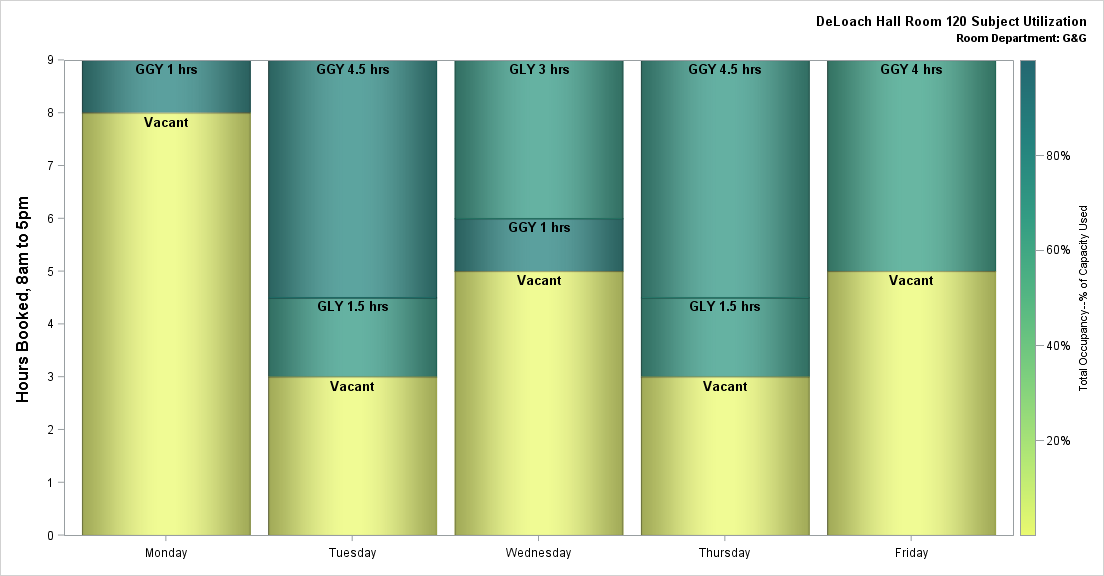 DeLoach Hall Room 120 Subject Utilization
Room Department: G&G
Hours Booked, 8am to 5pm
9
8
7
6
5
4
3
2
1
0
GGY 1 hrs
Vacant
GGY 4.5 hrs
GLY 1.5 hrs
Vacant
GLY 3 hrs
GGY 1 hrs
Vacant
GGY 4.5 hrs
GLY 1.5 hrs
Vacant
GGY 4 hrs
Vacant
Monday
Tuesday
Wednesday
Thursday
Friday
80%
60%
40%
20%
Total Occupancy--% of Capacity Used